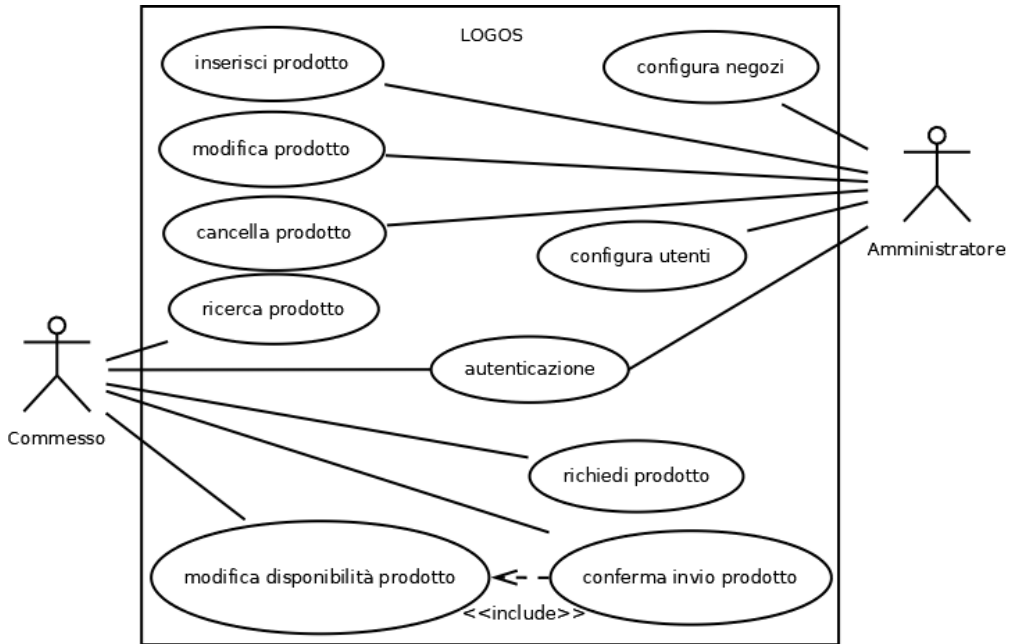 LOGOS
inserisci prodotto
configura negozi
modifica prodotto
cancella prodotto
configura utenti
Amministratore
ricerca prodotto
autenticazione
Commesso
richiedi prodotto
modifica disponibilità prodotto
conferma invio prodotto
<<include>>